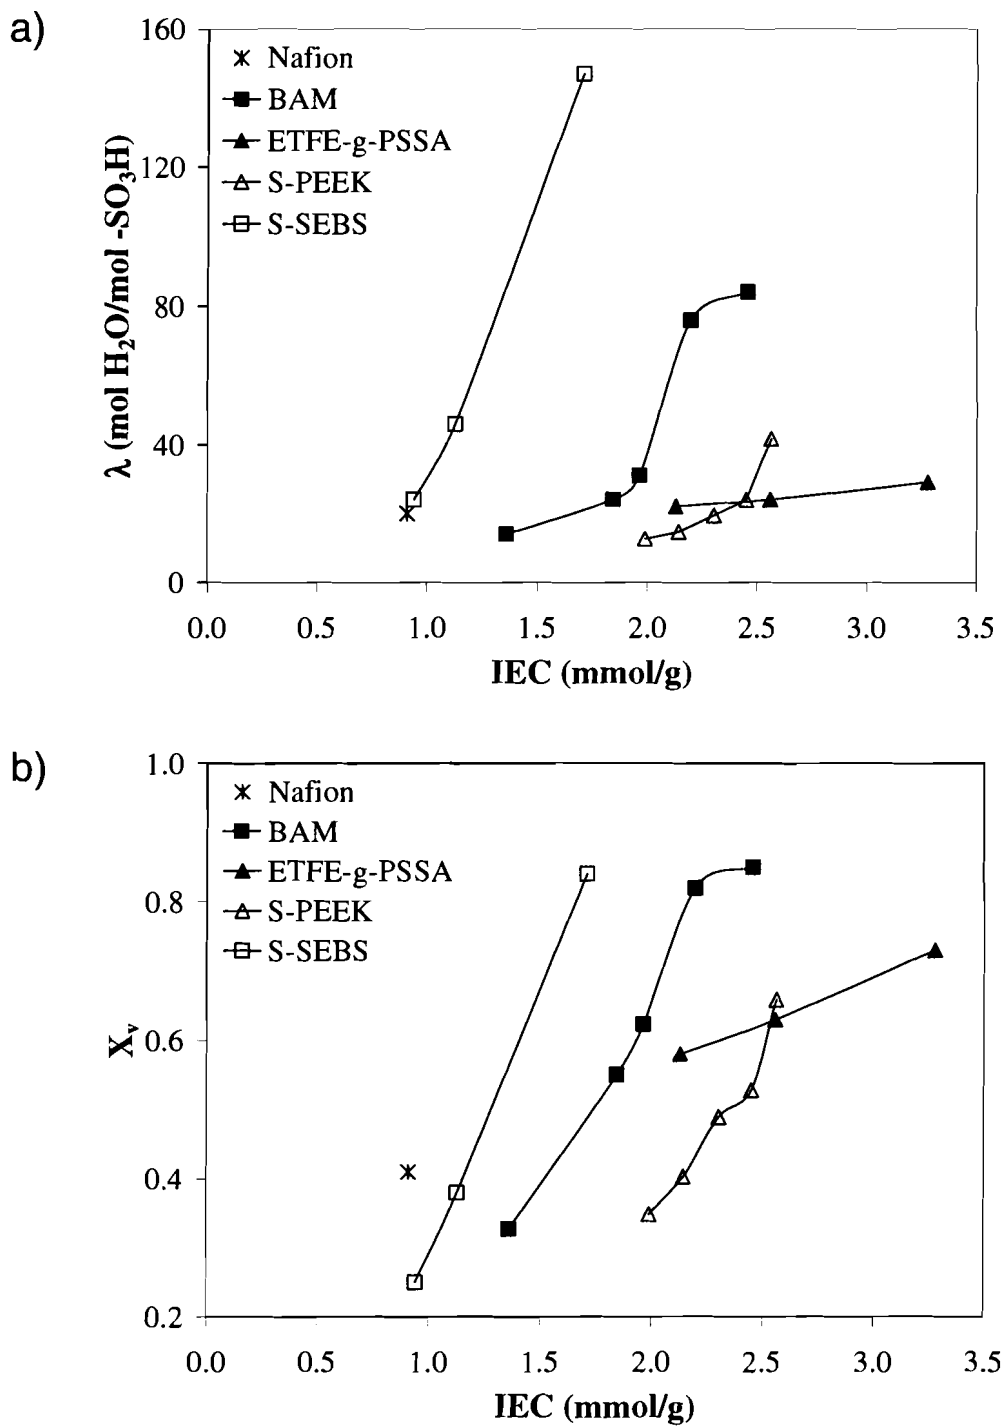 a)
160
120
80
40
0
λ (mol H₂O/mol -SO₃H)
Nafion
BAM
ETFE-g-PSSA
S-PEEK
S-SEBS
0.0 0.5 1.0 1.5 2.0 2.5 3.0 3.5
IEC (mmol/g)
b)
1.0
0.8
0.6
0.4
0.2
Xᵥ
Nafion
BAM
ETFE-g-PSSA
S-PEEK
S-SEBS
0.0 0.5 1.0 1.5 2.0 2.5 3.0 3.5
IEC (mmol/g)